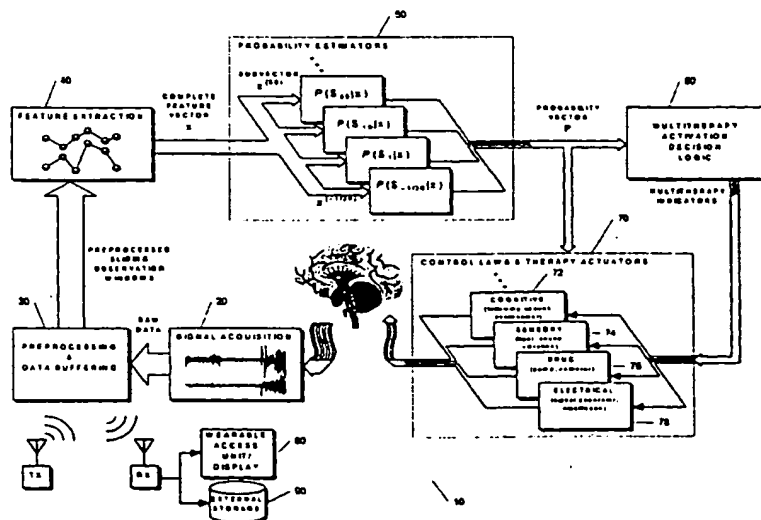 50
PROBABILITY ESTIMATORS
40
FEATURE EXTRACTION
COMPLETE
FEATURE
VECTOR
x
SUBVECTOR
P(S
|x)
P(S
|x)
P(S
|x)
P(S
|x)
PROBABILITY
VECTOR
P
60
MULTITHERAPY
ACTIVATION
DECISION
LOGIC
MULTITHERAPY
INDICATORS
PREPROCESSED
SLIDING
OBSERVATION
WINDOWS
70
CONTROL LAWS & THERAPY ACTUATORS
72
COGNITIVE
SENSORY
74
DRUG
76
ELECTRICAL
78
30
PREPROCESSING
&
DATA BUFFERING
RAW
DATA
20
SIGNAL ACQUISITION
TX
RX
80
WEARABLE
ACCESS
UNIT/
DISPLAY
90
EXTERNAL
STORAGE
10